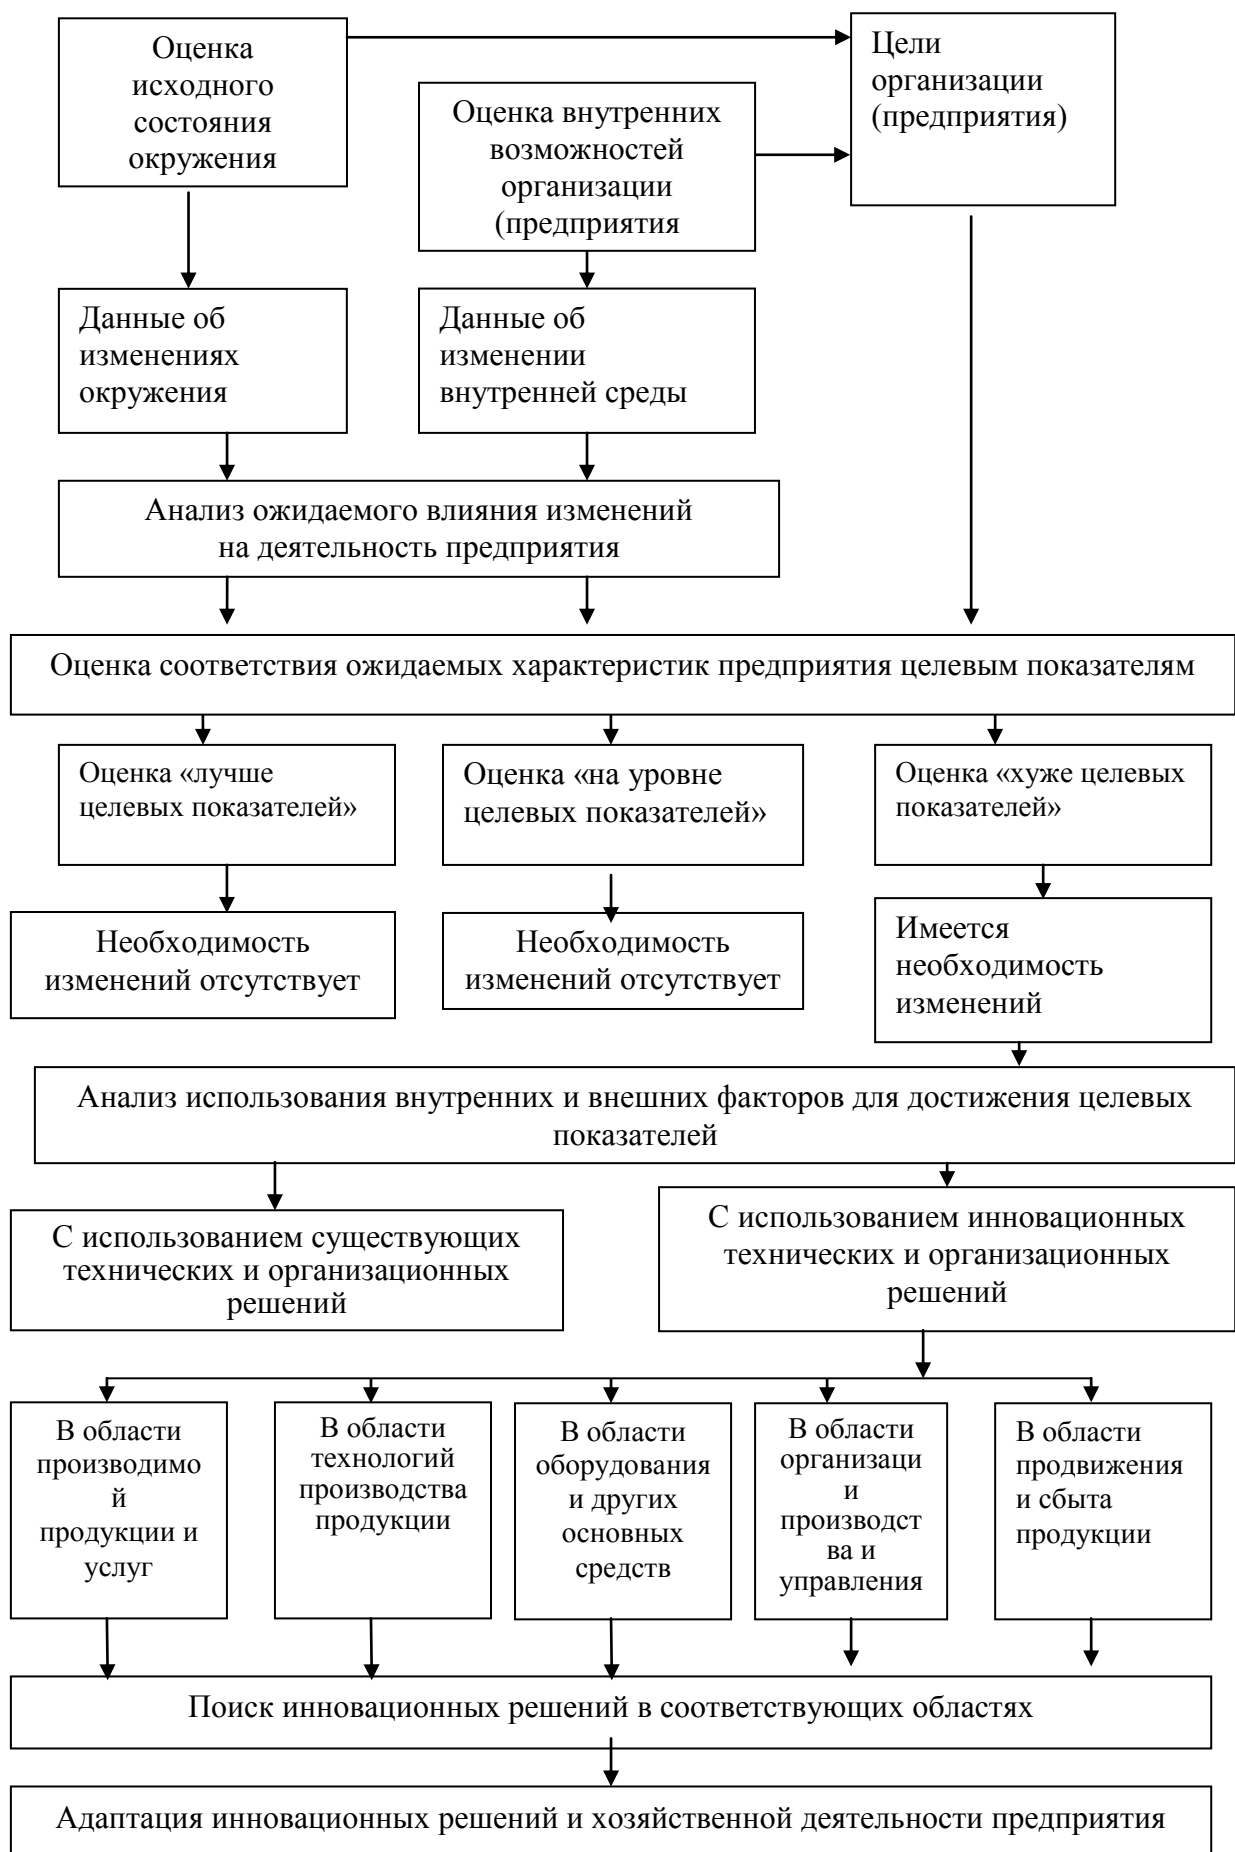 Оценка
исходного
состояния
окружения
Оценка внутренних
возможностей
организации
(предприятия
Цели
организации
(предприятия)
Данные об
изменениях
окружения
Данные об
изменении
внутренней среды
Анализ ожидаемого влияния изменений
на деятельность предприятия
Оценка соответствия ожидаемых характеристик предприятия целевым показателям
Оценка «лучше
целевых показателей»
Оценка «на уровне
целевых показателей»
Оценка «хуже целевых
показателей»
Необходимость
изменений отсутствует
Необходимость
изменений отсутствует
Имеется
необходимость
изменений
Анализ использования внутренних и внешних факторов для достижения целевых
показателей
С использованием существующих
технических и организационных
решений
С использованием инновационных
технических и организационных
решений
В области
производимо
й
продукции и
услуг
В области
технологий
производства
продукции
В области
оборудования
и других
основных
средств
В области
организаци
и
производст
ва и
управления
В области
продвижения
и сбыта
продукции
Поиск инновационных решений в соответствующих областях
Адаптация инновационных решений и хозяйственной деятельности предприятия